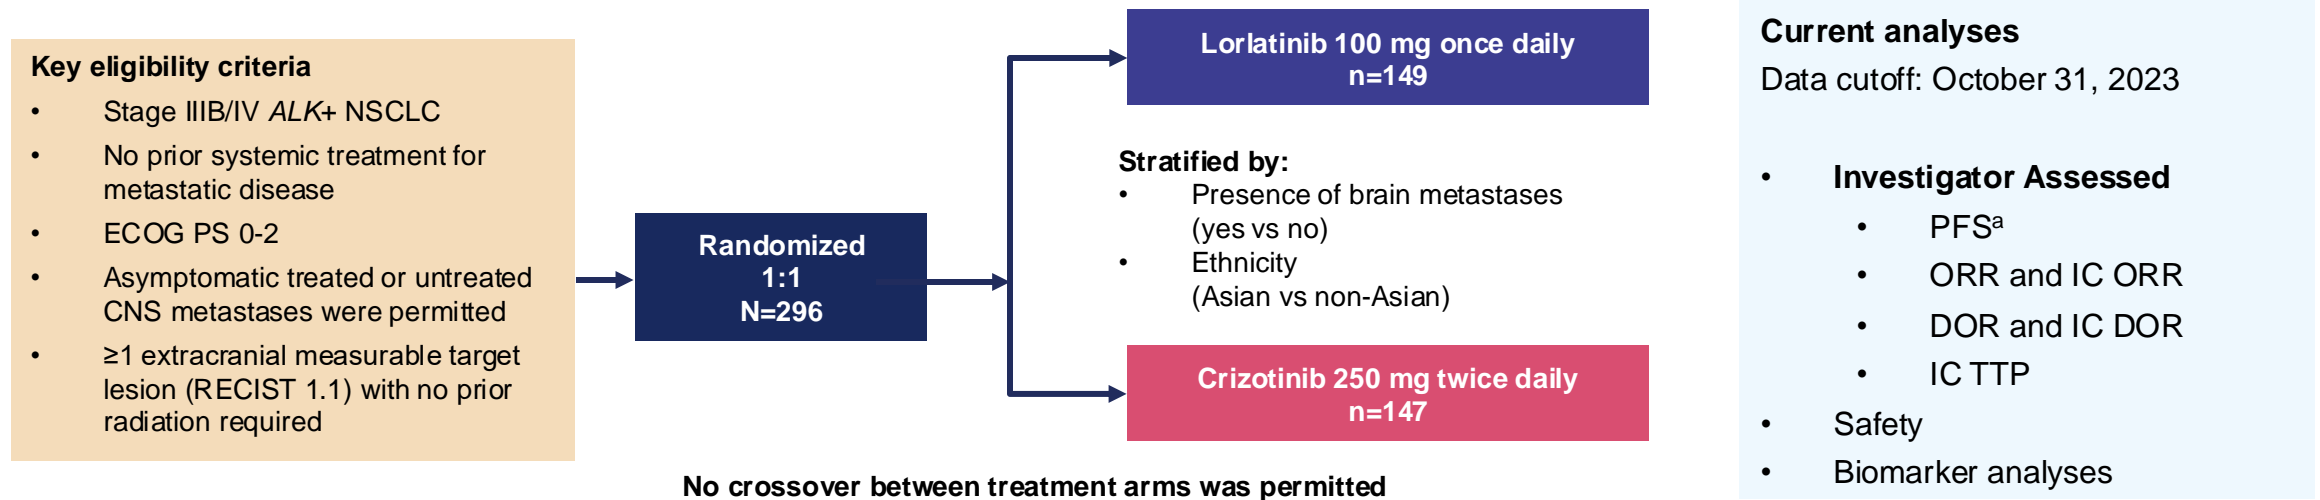 Key eligibility criteria
• Stage IIIB/IV ALK+ NSCLC
• No prior systemic treatment for
metastatic disease
• ECOG PS 0-2
• Asymptomatic treated or untreated
CNS metastases were permitted
• ≥1 extracranial measurable target
lesion (RECIST 1.1) with no prior
radiation required
Randomized
1:1
N=296
Lorlatinib 100 mg once daily
n=149
Stratified by:
• Presence of brain metastases
(yes vs no)
• Ethnicity
(Asian vs non-Asian)
Crizotinib 250 mg twice daily
n=147
No crossover between treatment arms was permitted
Current analyses
Data cutoff: October 31, 2023
• Investigator Assessed
• PFSᵃ
• ORR and IC ORR
• DOR and IC DOR
• IC TTP
• Safety
• Biomarker analyses